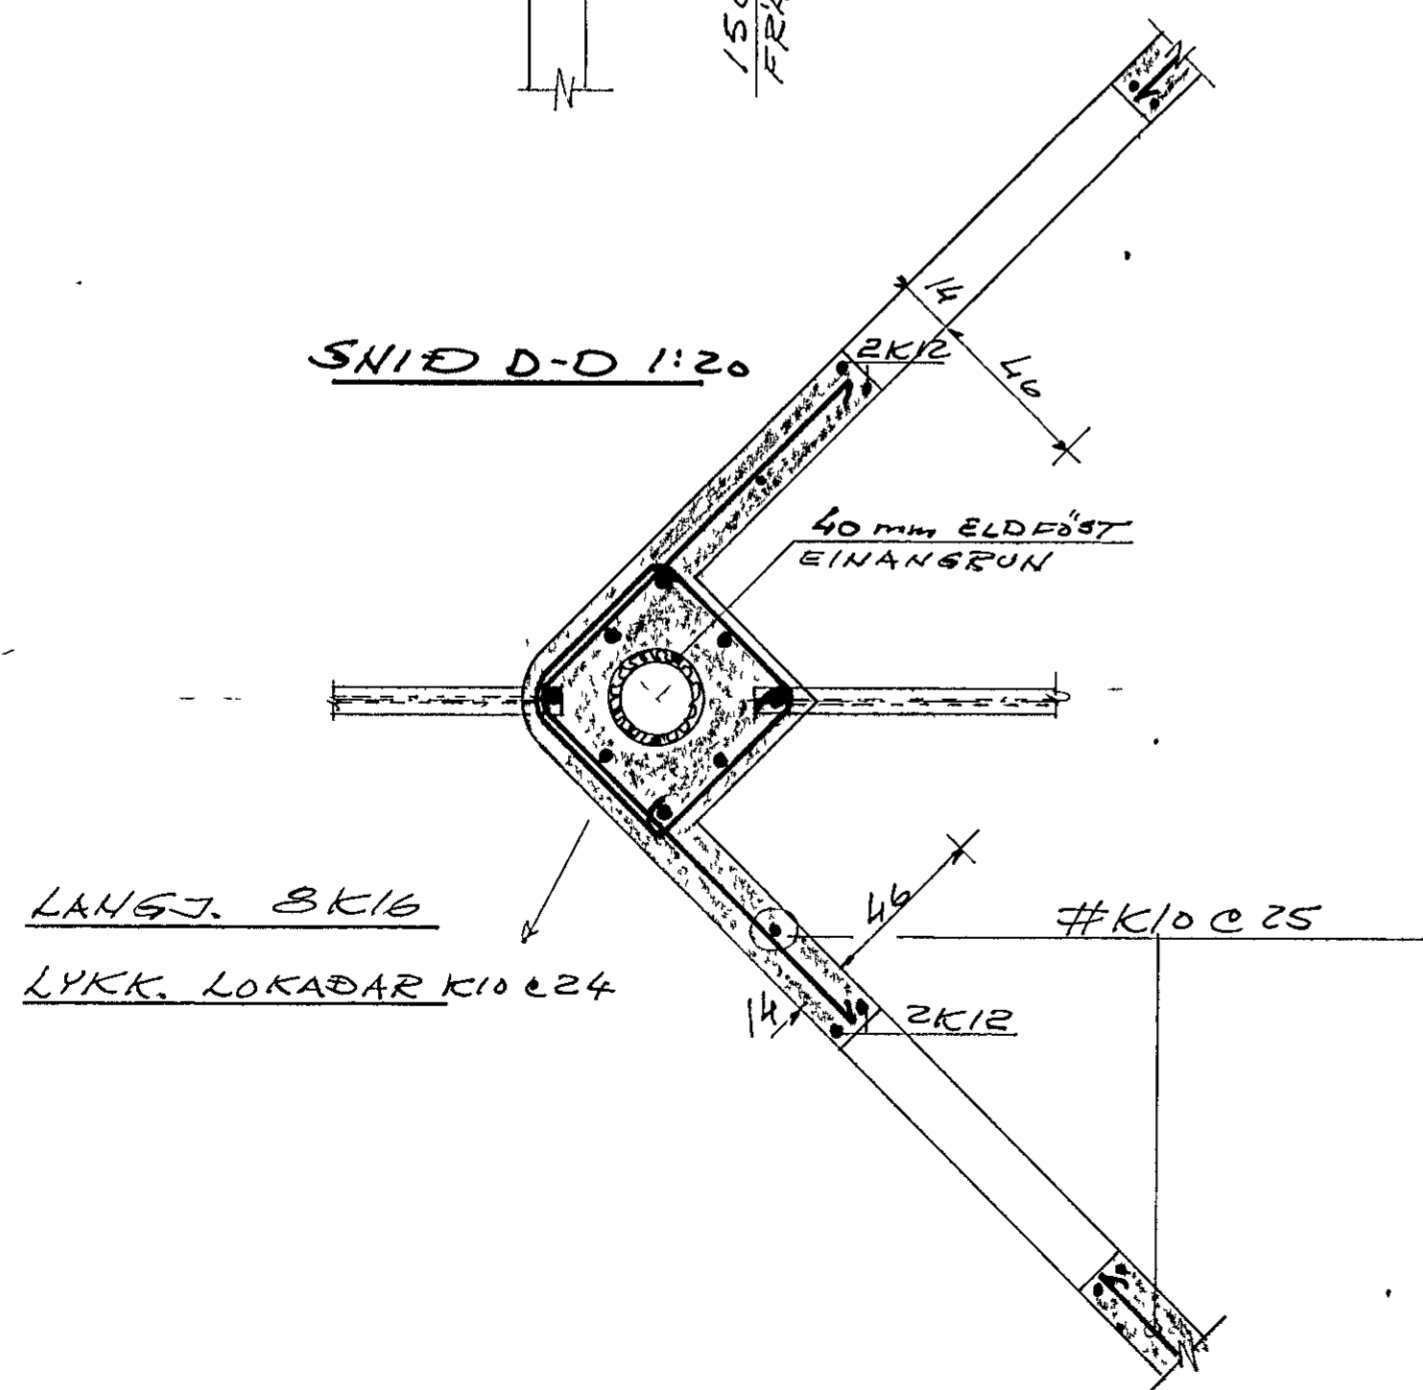 SNIÐ D-D 1:20
14
2K12
46
40 mm ELDFÖST
EINANGRUN
LANGJ. 8K16
LYKK. LOKAÐAR K10 c 24
46
#K10 C 25
14
2K12